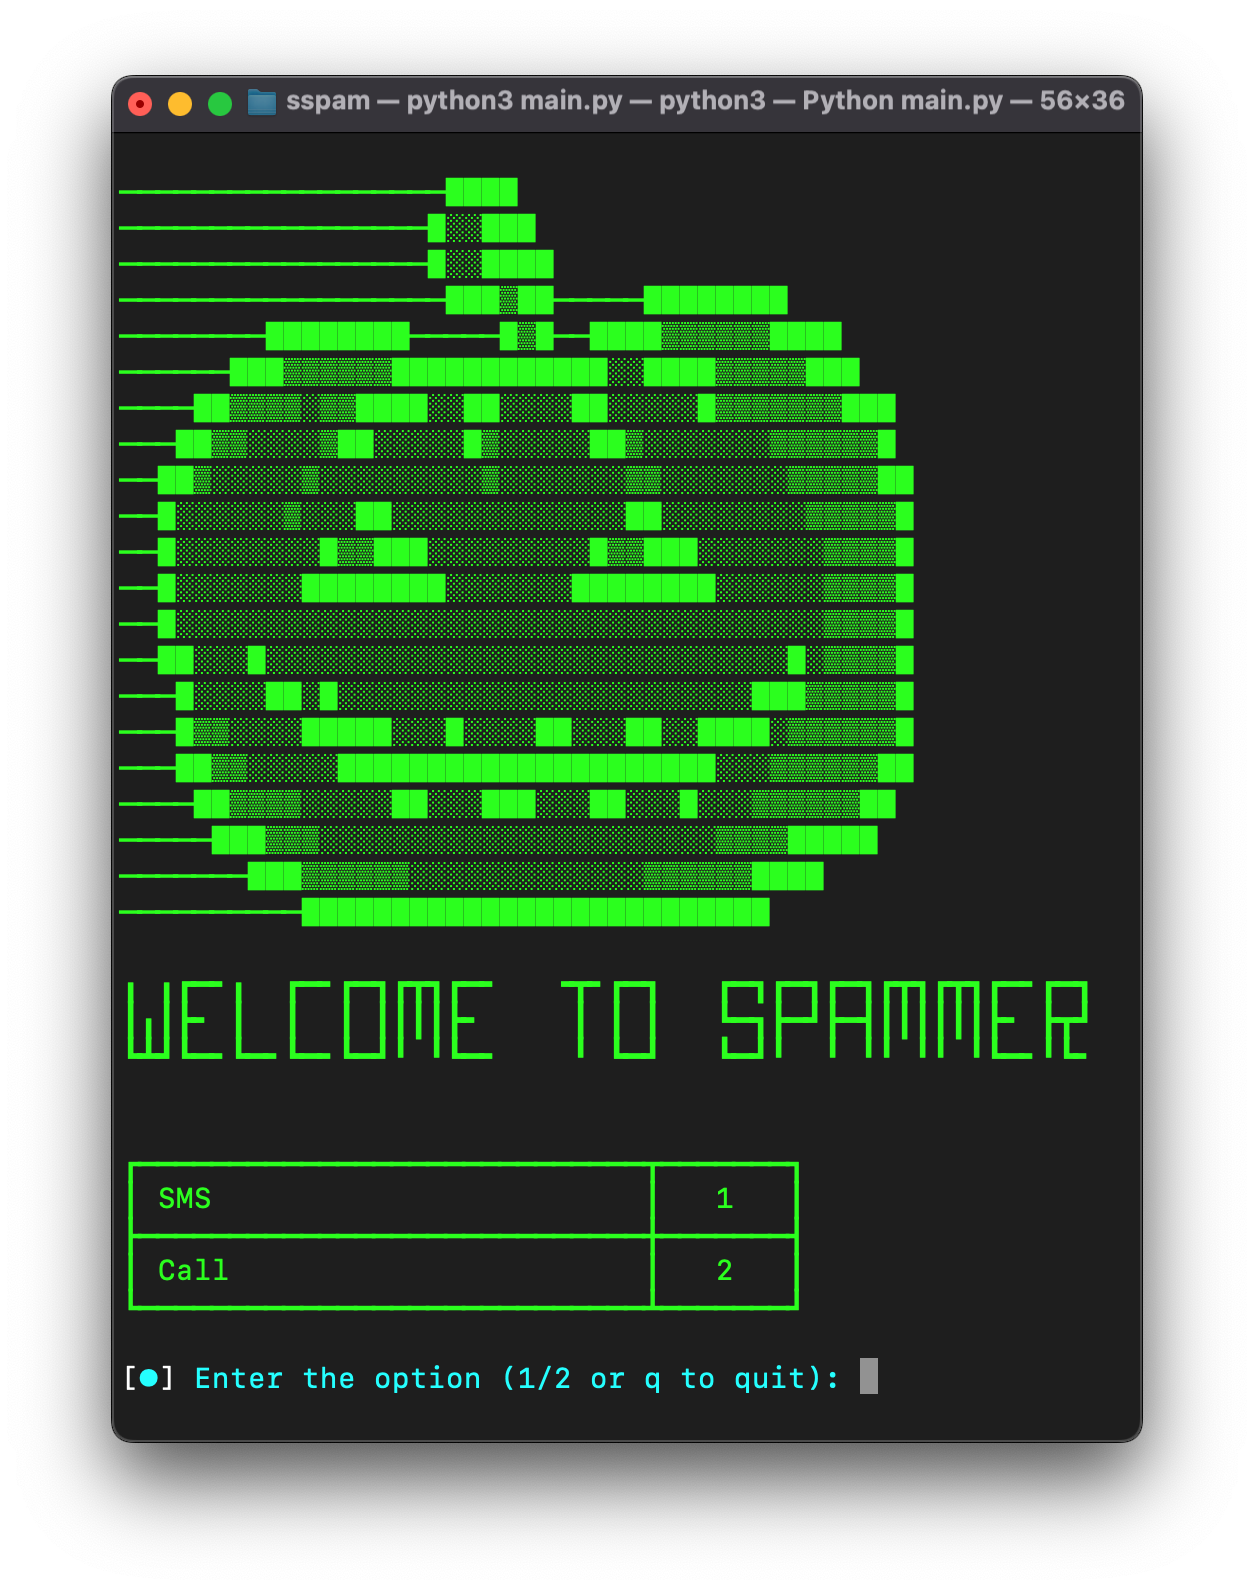 sspam — python3 main.py — python3 — Python main.py — 56×36
WELCOME TO SPAMMER
SMS 1
Call 2
[●] Enter the option (1/2 or q to quit):